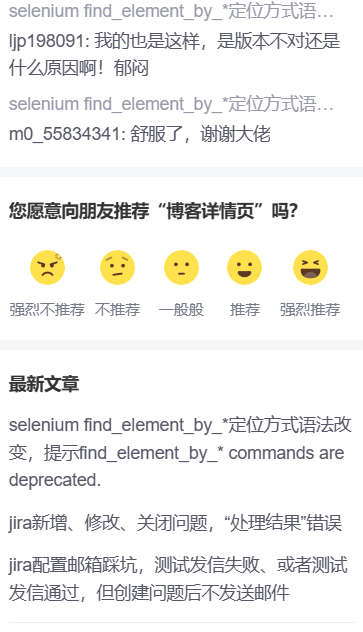 selenium find_element_by_*定位方式语...
ljp198091: 我的也是这样，是版本不对还是
什么原因啊！郁闷
selenium find_element_by_*定位方式语...
m0_55834341: 舒服了，谢谢大佬
您愿意向朋友推荐“博客详情页”吗？
强烈不推荐 不推荐 一般般 推荐 强烈推荐
最新文章
selenium find_element_by_*定位方式语法改
变，提示find_element_by_* commands are
deprecated.
jira新增、修改、关闭问题，“处理结果”错误
jira配置邮箱踩坑，测试发信失败、或者测试
发信通过，但创建问题后不发送邮件